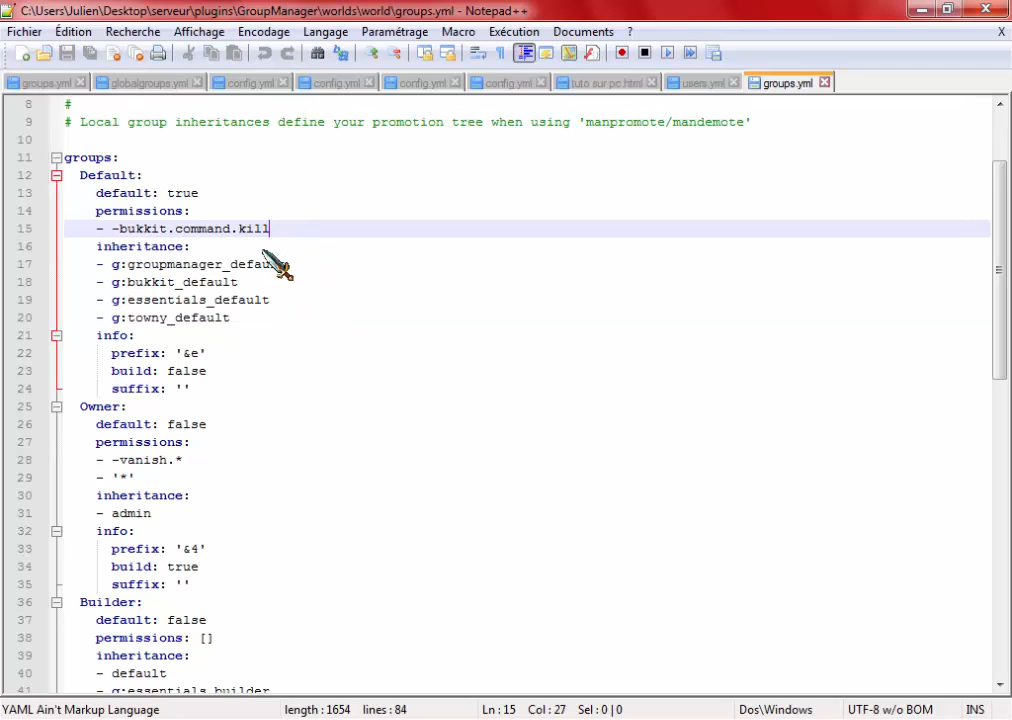 C:\Users\Julien\Desktop\serveur\plugins\GroupManager\worlds\world\groups.yml - Notepad++
Fichier Édition Recherche Affichage Encodage Langage Paramétrage Macro Exécution Documents ? X
groups.yml globalgroups.yml config.yml config.yml config.yml config.yml tuto sur pc.html users.yml groups.yml
8 #
9 # Local group inheritances define your promotion tree when using 'manpromote/mandemote'
10
11 groups:
12 Default:
13 default: true
14 permissions:
15 - -bukkit.command.kill
16 inheritance:
17 - g:groupmanager_default
18 - g:bukkit_default
19 - g:essentials_default
20 - g:towny_default
21 info:
22 prefix: '&e'
23 build: false
24 suffix: ''
25 Owner:
26 default: false
27 permissions:
28 - -vanish.*
29 - '*'
30 inheritance:
31 - admin
32 info:
33 prefix: '&4'
34 build: true
35 suffix: ''
36 Builder:
37 default: false
38 permissions: []
39 inheritance:
40 - default
41 - g:essentials_builder
YAML Ain't Markup Language length : 1654 lines : 84 Ln : 15 Col : 27 Sel : 0 | 0 Dos\Windows UTF-8 w/o BOM INS